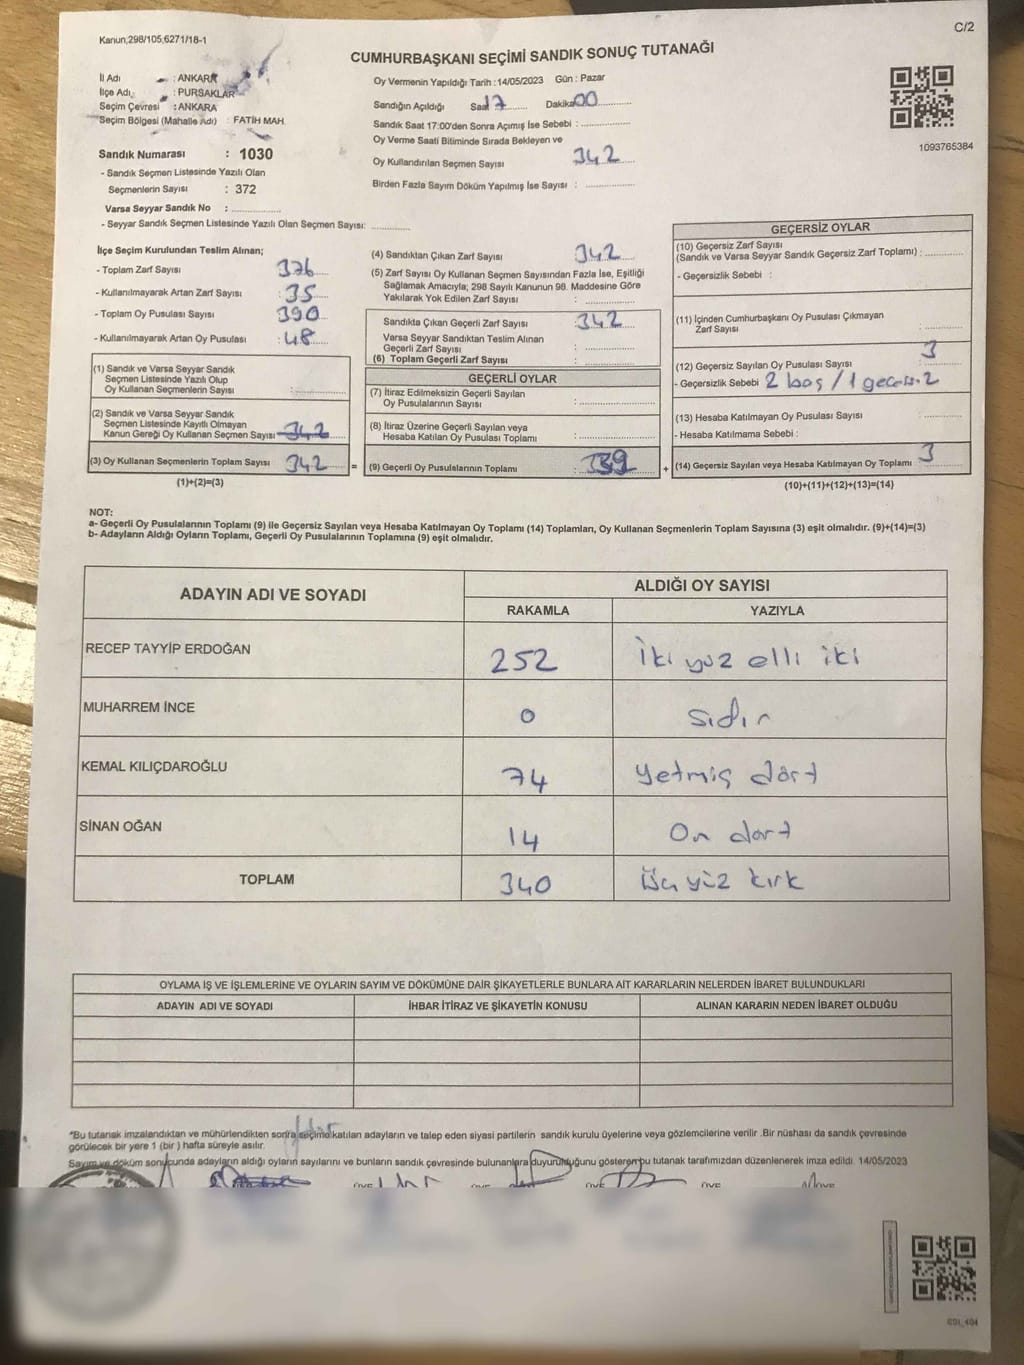 Kanun,298/105,6271/18-1
C/2
CUMHURBAŞKANI SEÇİMİ SANDIK SONUÇ TUTANAĞI
İl Adı : ANKARA
İlçe Adı : PURSAKLAR
Seçim Çevresi : ANKARA
Seçim Bölgesi (Mahalle Adı) : FATİH MAH.
Sandık Numarası : 1030
- Sandık Seçmen Listesinde Yazılı Olan
Seçmenlerin Sayısı : 372
Varsa Seyyar Sandık No :
- Seyyar Sandık Seçmen Listesinde Yazılı Olan Seçmen Sayısı:
Oy Vermenin Yapıldığı Tarih :14/05/2023 Gün : Pazar
Sandığın Açıldığı Saat 17 Dakika 00
Sandık Saat 17:00'den Sonra Açımış İse Sebebi :
Oy Verme Saati Bitiminde Sırada Bekleyen ve
Oy Kullandırılan Seçmen Sayısı 342
Birden Fazla Sayım Döküm Yapılmış İse Sayısı :
1093765384
İlçe Seçim Kurulundan Teslim Alınan;
- Toplam Zarf Sayısı 376
- Kullanılmayarak Artan Zarf Sayısı : 35
- Toplam Oy Pusulası Sayısı 390
- Kullanılmayarak Artan Oy Pusulası : 48
(1) Sandık ve Varsa Seyyar Sandık
Seçmen Listesinde Yazılı Olup
Oy Kullanan Seçmenlerin Sayısı :
(2) Sandık ve Varsa Seyyar Sandık
Seçmen Listesinde Kayıtlı Olmayan
Kanun Gereği Oy Kullanan Seçmen Sayısı 342
(3) Oy Kullanan Seçmenlerin Toplam Sayısı 342
(1)+(2)=(3)
(4) Sandıktan Çıkan Zarf Sayısı 342
(5) Zarf Sayısı Oy Kullanan Seçmen Sayısından Fazla İse, Eşitliği
Sağlamak Amacıyla; 298 Sayılı Kanunun 98. Maddesine Göre
Yakılarak Yok Edilen Zarf Sayısı :
Sandıkta Çıkan Geçerli Zarf Sayısı : 342
Varsa Seyyar Sandıktan Teslim Alınan
Geçerli Zarf Sayısı :
(6) Toplam Geçerli Zarf Sayısı :
GEÇERLİ OYLAR
(7) İtiraz Edilmeksizin Geçerli Sayılan
Oy Pusulalarının Sayısı :
(8) İtiraz Üzerine Geçerli Sayılan veya
Hesaba Katılan Oy Pusulası Toplamı :
= (9) Geçerli Oy Pusulalarının Toplamı : 339 +
GEÇERSİZ OYLAR
(10) Geçersiz Zarf Sayısı
(Sandık ve Varsa Seyyar Sandık Geçersiz Zarf Toplamı) :
- Geçersizlik Sebebi :
(11) İçinden Cumhurbaşkanı Oy Pusulası Çıkmayan
Zarf Sayısı :
(12) Geçersiz Sayılan Oy Pusulası Sayısı : 3
- Geçersizlik Sebebi 2 boş / 1 geçersiz
(13) Hesaba Katılmayan Oy Pusulası Sayısı
- Hesaba Katılmama Sebebi :
(14) Geçersiz Sayılan veya Hesaba Katılmayan Oy Toplamı 3
(10)+(11)+(12)+(13)=(14)
NOT:
a- Geçerli Oy Pusulalarının Toplamı (9) ile Geçersiz Sayılan veya Hesaba Katılmayan Oy Toplamı (14) Toplamları, Oy Kullanan Seçmenlerin Toplam Sayısına (3) eşit olmalıdır. (9)+(14)=(3)
b- Adayların Aldığı Oyların Toplamı, Geçerli Oy Pusulalarının Toplamına (9) eşit olmalıdır.
ADAYIN ADI VE SOYADI ALDIĞI OY SAYISI
RAKAMLA YAZIYLA
RECEP TAYYİP ERDOĞAN 252 İki yüz elli iki
MUHARREM İNCE 0 sıdır
KEMAL KILIÇDAROĞLU 74 Yetmiş dört
SİNAN OĞAN 14 On dört
TOPLAM 340 Üç yüz kırk
OYLAMA İŞ VE İŞLEMLERİNE VE OYLARIN SAYIM VE DÖKÜMÜNE DAİR ŞİKAYETLERLE BUNLARA AİT KARARLARIN NELERDEN İBARET BULUNDUKLARI
ADAYIN ADI VE SOYADI İHBAR İTİRAZ VE ŞİKAYETİN KONUSU ALINAN KARARIN NEDEN İBARET OLDUĞU
*Bu tutanak imzalandıktan ve mühürlendikten sonra seçime katılan adayların ve talep eden siyasi partilerin sandık kurulu üyelerine veya gözlemcilerine verilir .Bir nüshası da sandık çevresinde
görülecek bir yere 1 (bir ) hafta süreyle asılır.
Sayım ve döküm sonucunda adayların aldığı oyların sayılarını ve bunların sandık çevresinde bulunanlara duyurulduğunu gösteren bu tutanak tarafımızdan düzenlenerek imza edildi. 14/05/2023
ÜYE ÜYE ÜYE ÜYE ÜYE